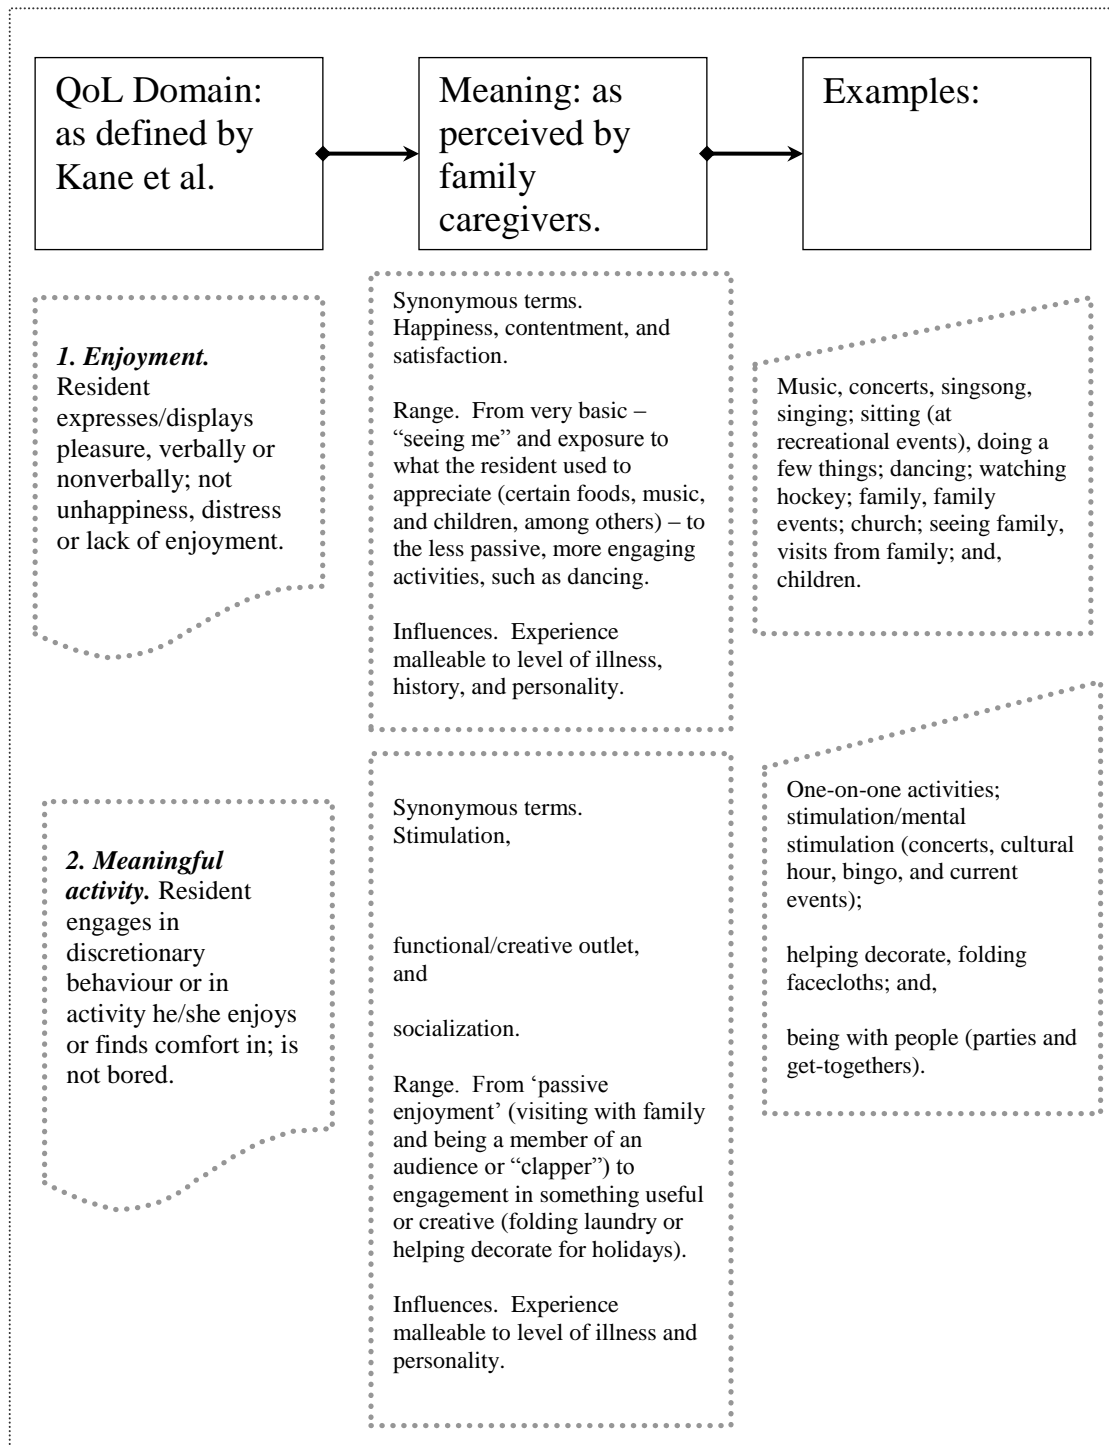 QoL Domain:
as defined by
Kane et al.
Meaning: as
perceived by
family
caregivers.
Examples:
1. Enjoyment.
Resident
expresses/displays
pleasure, verbally or
nonverbally; not
unhappiness, distress
or lack of enjoyment.
Synonymous terms.
Happiness, contentment, and
satisfaction.
Range.  From very basic –
“seeing me” and exposure to
what the resident used to
appreciate (certain foods, music,
and children, among others) – to
the less passive, more engaging
activities, such as dancing.
Influences.  Experience
malleable to level of illness,
history, and personality.
Music, concerts, singsong,
singing; sitting (at
recreational events), doing a
few things; dancing; watching
hockey; family, family
events; church; seeing family,
visits from family; and,
children.
2. Meaningful
activity. Resident
engages in
discretionary
behaviour or in
activity he/she enjoys
or finds comfort in; is
not bored.
Synonymous terms.
Stimulation,
functional/creative outlet,
and
socialization.
Range.  From ‘passive
enjoyment’ (visiting with family
and being a member of an
audience or “clapper”) to
engagement in something useful
or creative (folding laundry or
helping decorate for holidays).
Influences.  Experience
malleable to level of illness and
personality.
One-on-one activities;
stimulation/mental
stimulation (concerts, cultural
hour, bingo, and current
events);
helping decorate, folding
facecloths; and,
being with people (parties and
get-togethers).